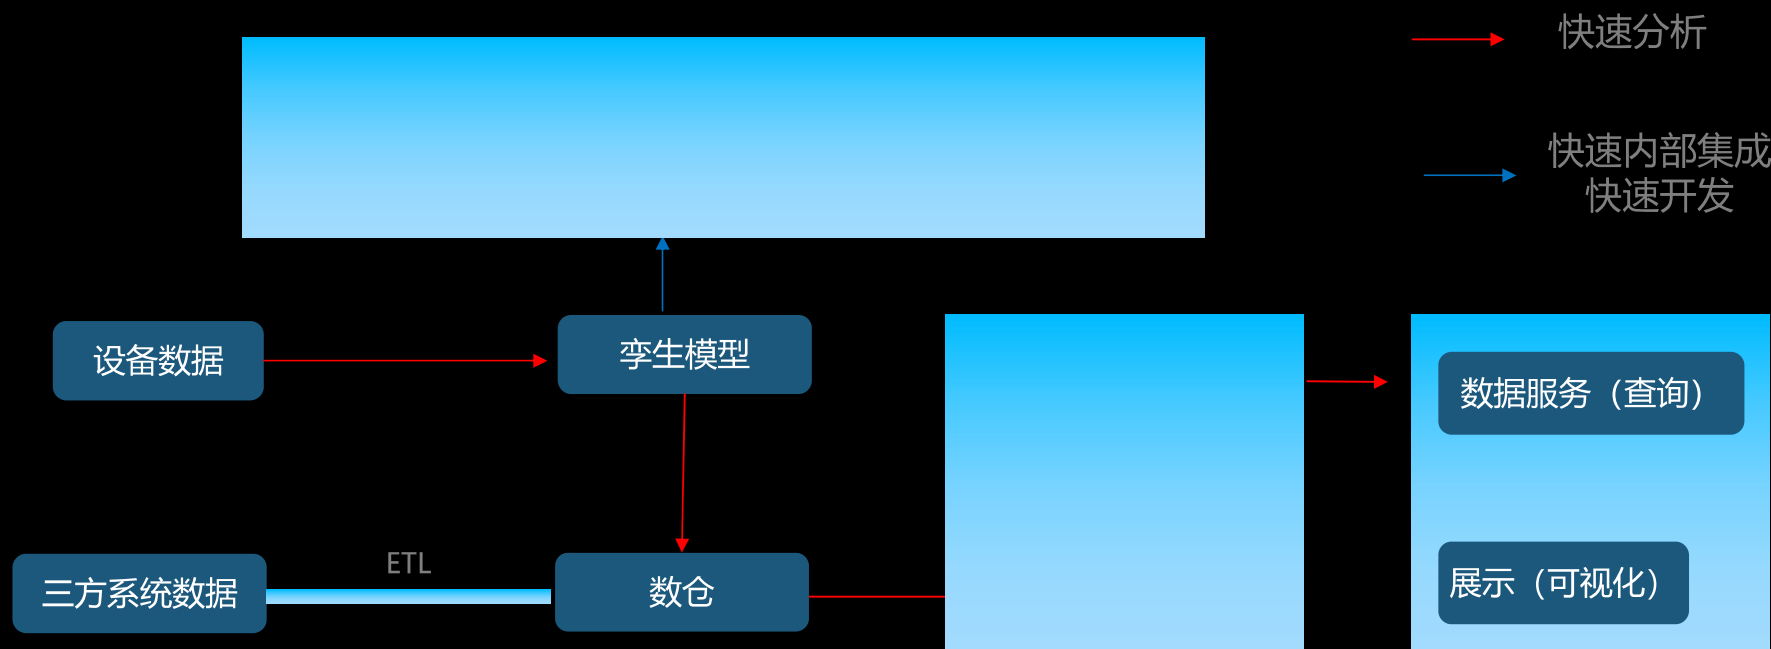 快速分析
快速内部集成
快速开发
设备数据
孪生模型
数据服务（查询）
ETL
三方系统数据
数仓
展示（可视化）